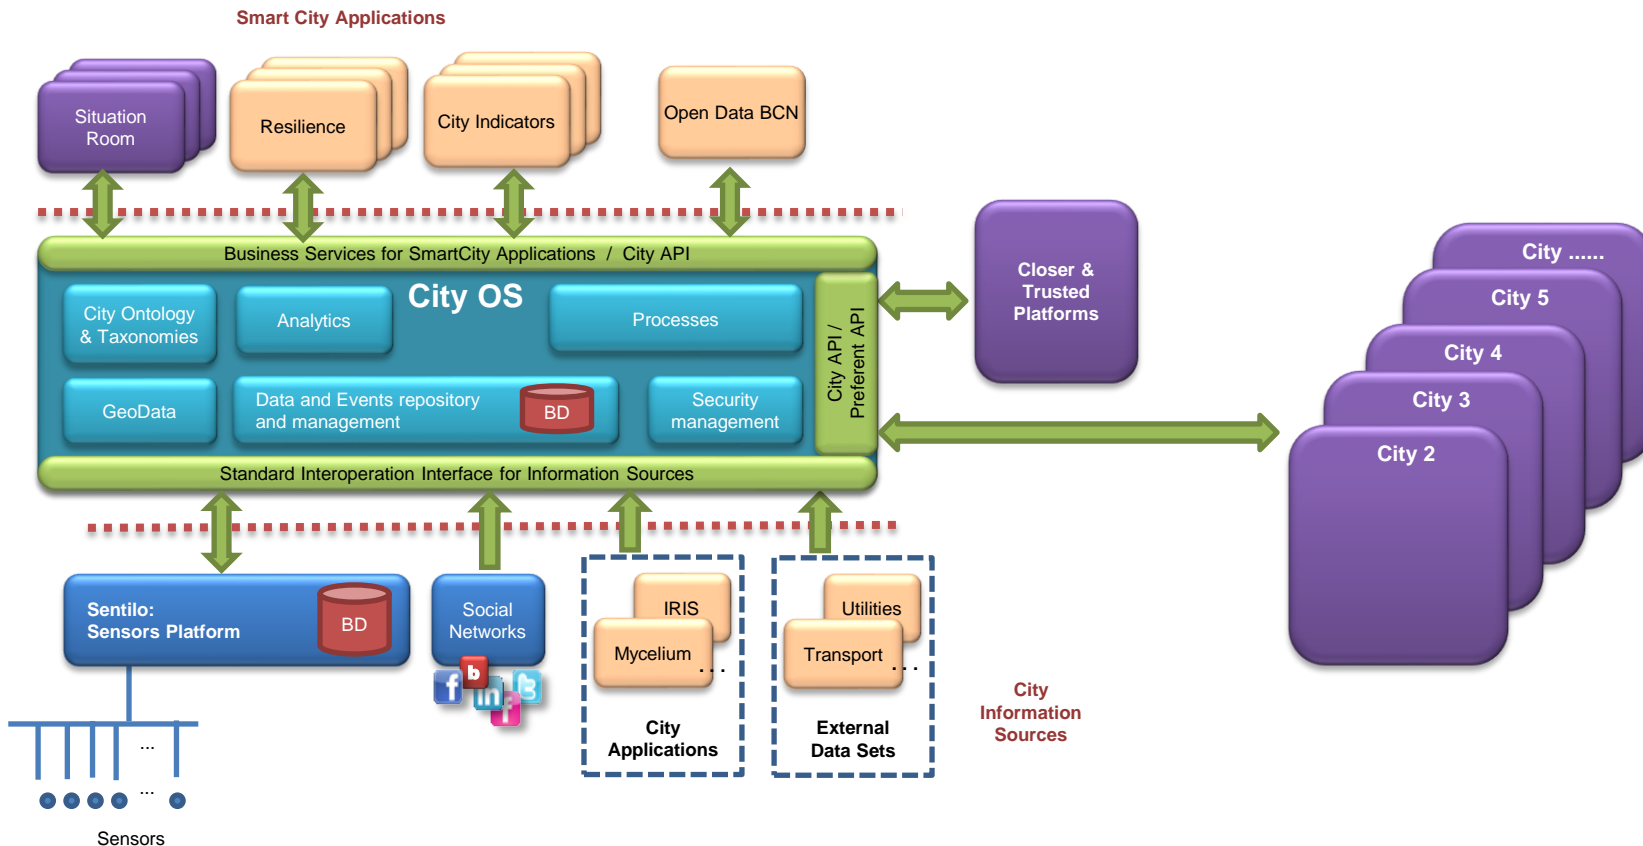 Smart City Applications
Situation
Room
Resilience
City Indicators
Open Data BCN
Business Services for SmartCity Applications / City API
City OS
City Ontology
& Taxonomies
Analytics
Processes
GeoData
Data and Events repository
and management
BD
Security
management
City API /
Preferent API
Standard Interoperation Interface for Information Sources
Closer &
Trusted
Platforms
City ......
City 5
City 4
City 3
City 2
Sentilo:
Sensors Platform
BD
Social
Networks
f
b
in
f
t
IRIS
Mycelium
. . .
City
Applications
Utilities
Transport
. . .
External
Data Sets
City
Information
Sources
...
...
Sensors